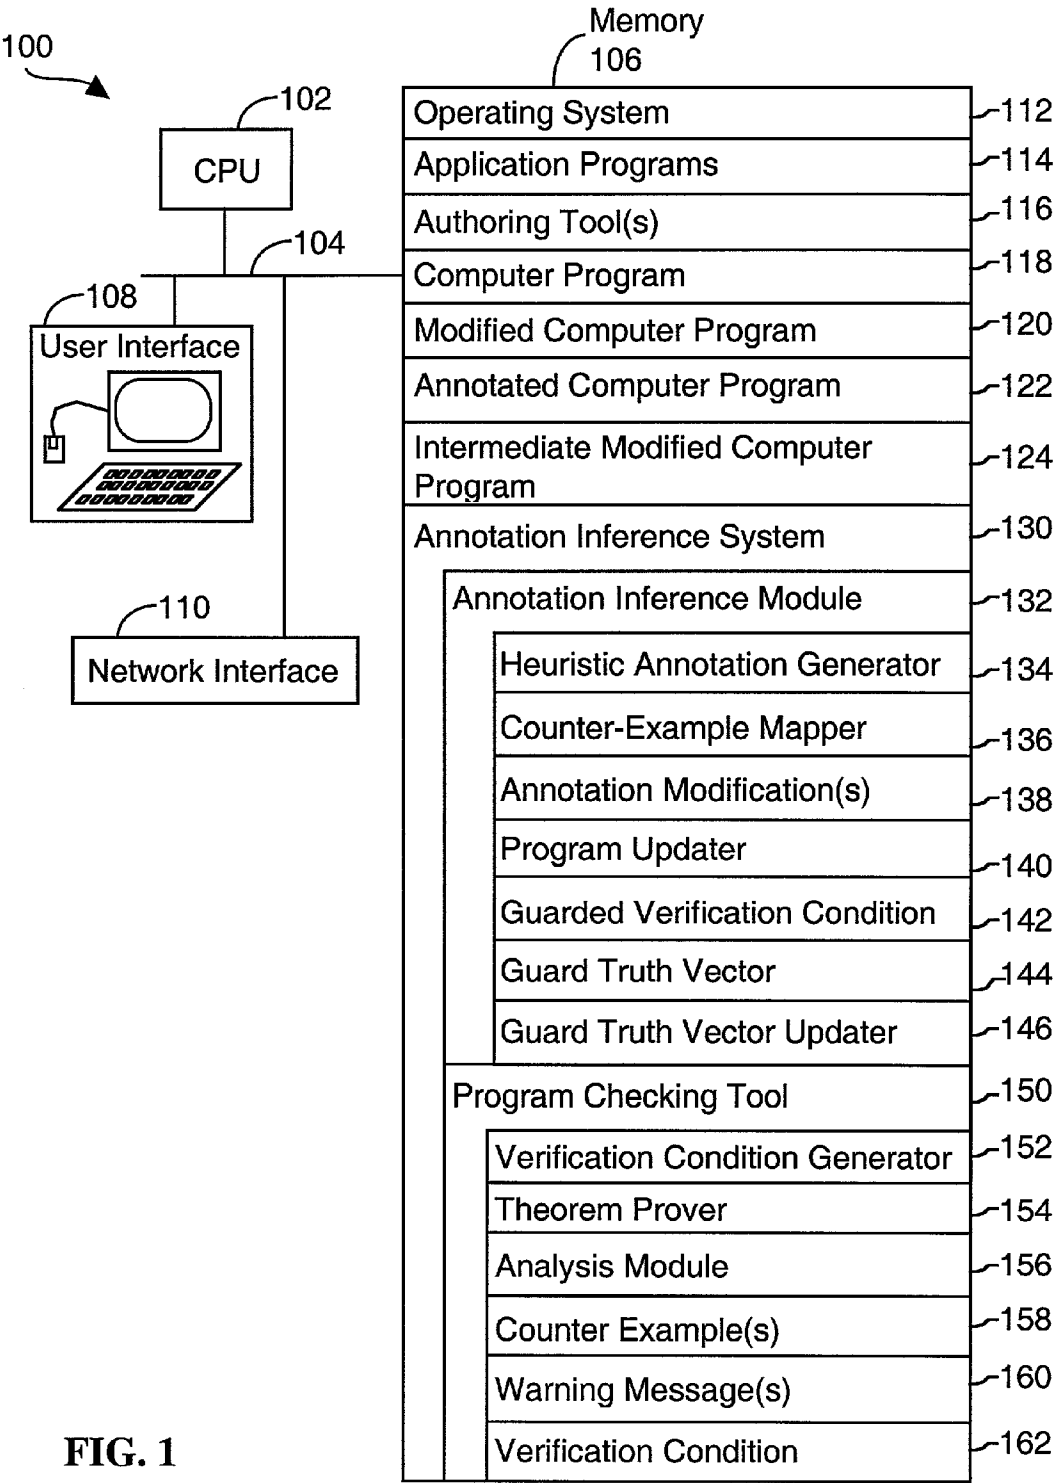 Memory
106
100
102
CPU
104
108
User Interface
110
Network Interface
Operating System 112
Application Programs 114
Authoring Tool(s) 116
Computer Program 118
Modified Computer Program 120
Annotated Computer Program 122
Intermediate Modified Computer
Program 124
Annotation Inference System 130
Annotation Inference Module 132
Heuristic Annotation Generator 134
Counter-Example Mapper 136
Annotation Modification(s) 138
Program Updater 140
Guarded Verification Condition 142
Guard Truth Vector 144
Guard Truth Vector Updater 146
Program Checking Tool 150
Verification Condition Generator 152
Theorem Prover 154
Analysis Module 156
Counter Example(s) 158
Warning Message(s) 160
Verification Condition 162
FIG. 1